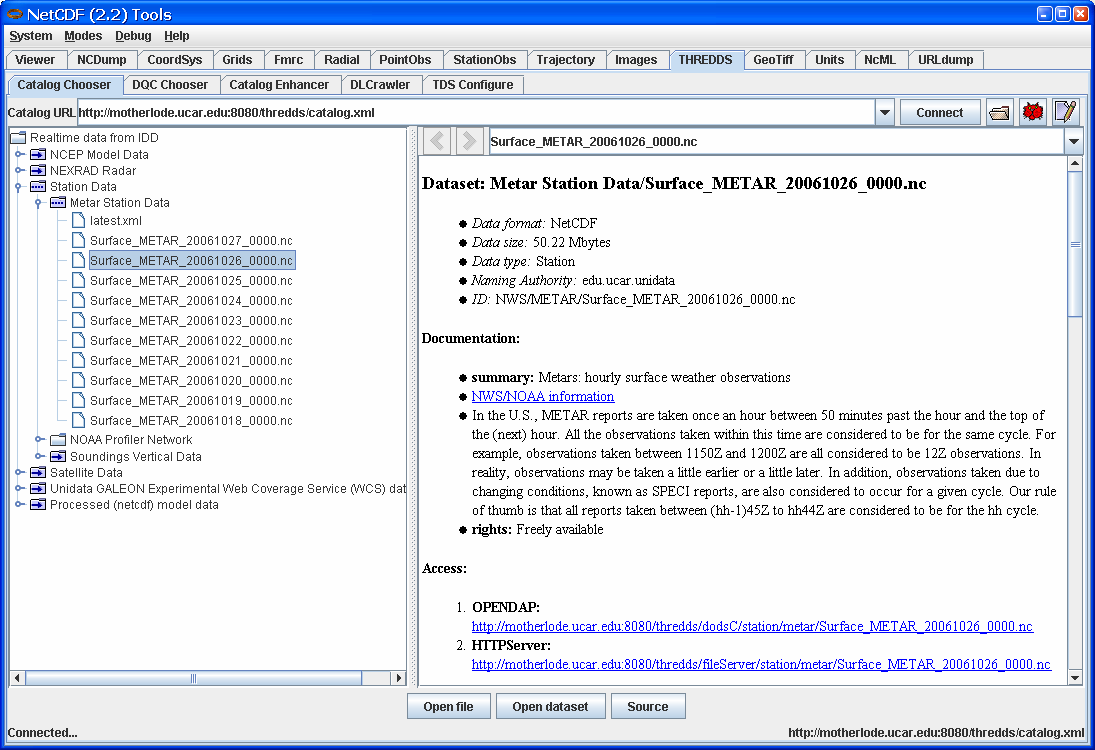 NetCDF (2.2) Tools
System Modes Debug Help
Viewer NCDump CoordSys Grids Fmrc Radial PointObs StationObs Trajectory Images THREDDS GeoTiff Units NcML URLdump
Catalog Chooser DQC Chooser Catalog Enhancer DLCrawler TDS Configure
Catalog URL http://motherlode.ucar.edu:8080/thredds/catalog.xml Connect
Realtime data from IDD
NCEP Model Data
NEXRAD Radar
Station Data
Metar Station Data
latest.xml
Surface_METAR_20061027_0000.nc
Surface_METAR_20061026_0000.nc
Surface_METAR_20061025_0000.nc
Surface_METAR_20061024_0000.nc
Surface_METAR_20061023_0000.nc
Surface_METAR_20061022_0000.nc
Surface_METAR_20061021_0000.nc
Surface_METAR_20061020_0000.nc
Surface_METAR_20061019_0000.nc
Surface_METAR_20061018_0000.nc
NOAA Profiler Network
Soundings Vertical Data
Satellite Data
Unidata GALEON Experimental Web Coverage Service (WCS) dat
Processed (netcdf) model data
Surface_METAR_20061026_0000.nc
Dataset: Metar Station Data/Surface_METAR_20061026_0000.nc
● Data format: NetCDF
● Data size: 50.22 Mbytes
● Data type: Station
● Naming Authority: edu.ucar.unidata
● ID: NWS/METAR/Surface_METAR_20061026_0000.nc
Documentation:
● summary: Metars: hourly surface weather observations
● NWS/NOAA information
● In the U.S., METAR reports are taken once an hour between 50 minutes past the hour and the top of
the (next) hour. All the observations taken within this time are considered to be for the same cycle. For
example, observations taken between 1150Z and 1200Z are all considered to be 12Z observations. In
reality, observations may be taken a little earlier or a little later. In addition, observations taken due to
changing conditions, known as SPECI reports, are also considered to occur for a given cycle. Our rule
of thumb is that all reports taken between (hh-1)45Z to hh44Z are considered to be for the hh cycle.
● rights: Freely available
Access:
1. OPENDAP:
http://motherlode.ucar.edu:8080/thredds/dodsC/station/metar/Surface_METAR_20061026_0000.nc
2. HTTPServer:
http://motherlode.ucar.edu:8080/thredds/fileServer/station/metar/Surface_METAR_20061026_0000.nc
Open file Open dataset Source
Connected... http://motherlode.ucar.edu:8080/thredds/catalog.xml